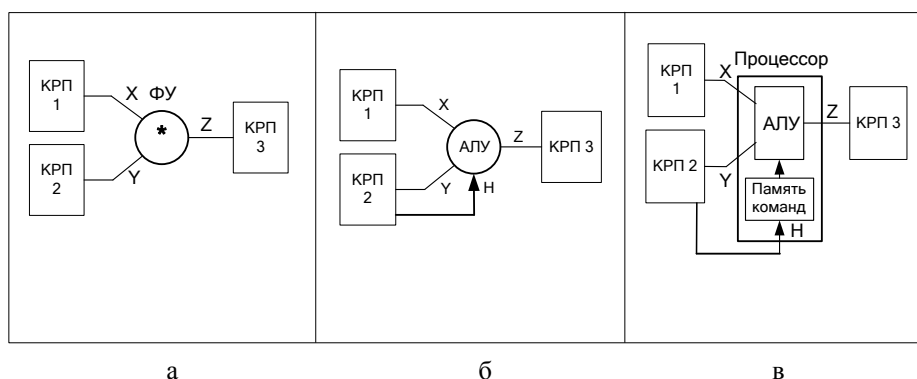 КРП
1
X
ФУ
*
Z
КРП
3
КРП
2
Y
КРП
1
X
АЛУ
Z
КРП 3
КРП
2
Y
Н
Процессор
КРП
1
X
АЛУ
Z
КРП 3
КРП 2
Y
Память
команд
Н
а
б
в